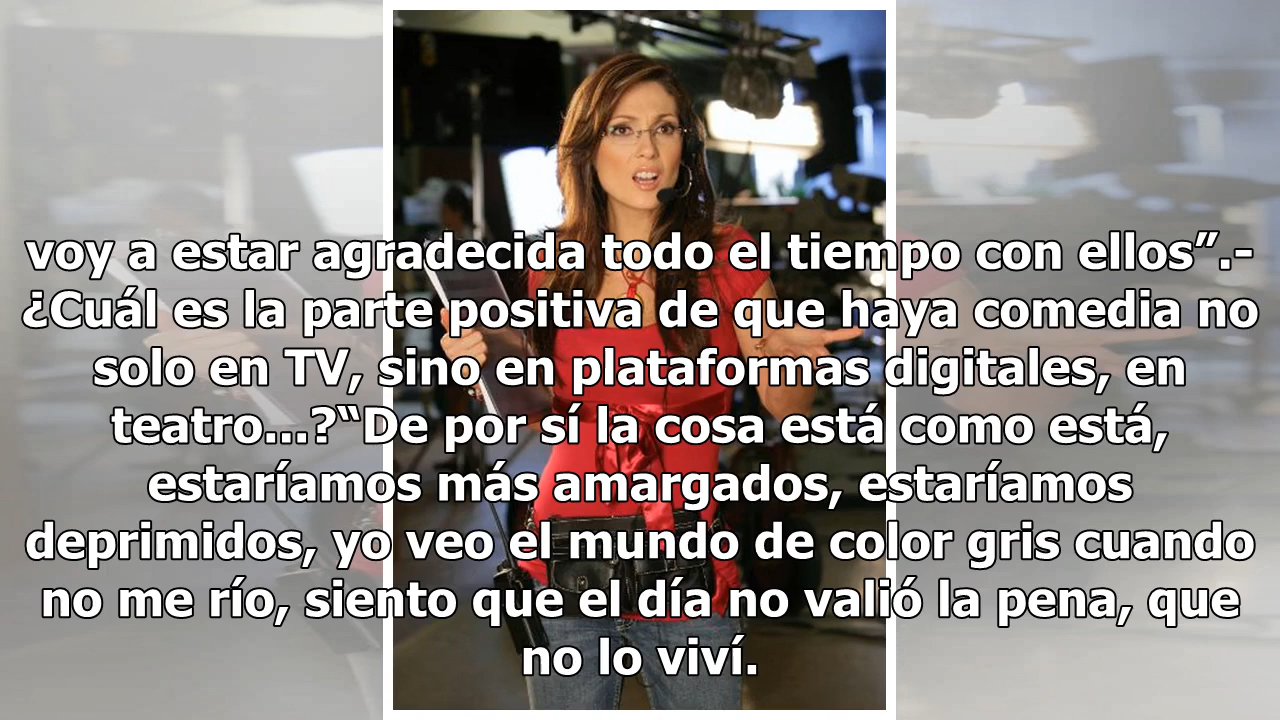 voy a estar agradecida todo el tiempo con ellos”.-
¿Cuál es la parte positiva de que haya comedia no
solo en TV, sino en plataformas digitales, en
teatro...?“De por sí la cosa está como está,
estaríamos más amargados, estaríamos
deprimidos, yo veo el mundo de color gris cuando
no me río, siento que el día no valió la pena, que
no lo viví.